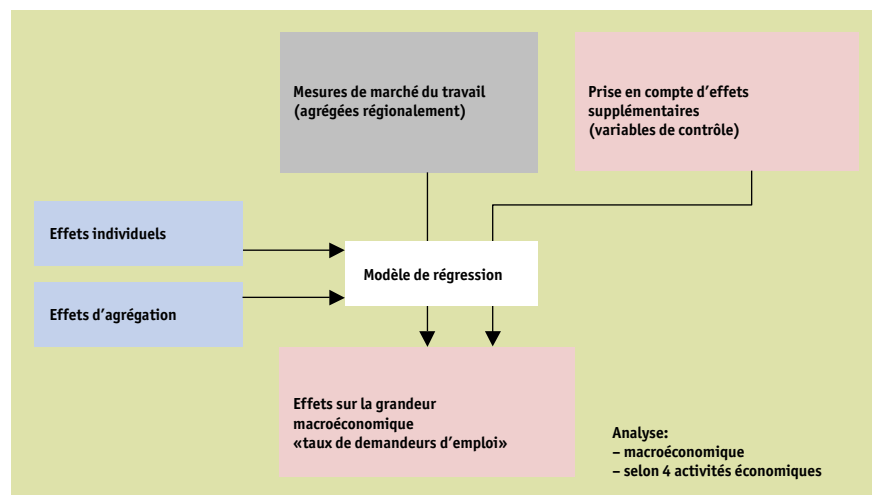 Mesures de marché du travail
(agrégées régionalement)
Prise en compte d'effets
supplémentaires
(variables de contrôle)
Effets individuels
Modèle de régression
Effets d'agrégation
Effets sur la grandeur
macroéconomique
«taux de demandeurs d'emploi»
Analyse:
– macroéconomique
– selon 4 activités économiques